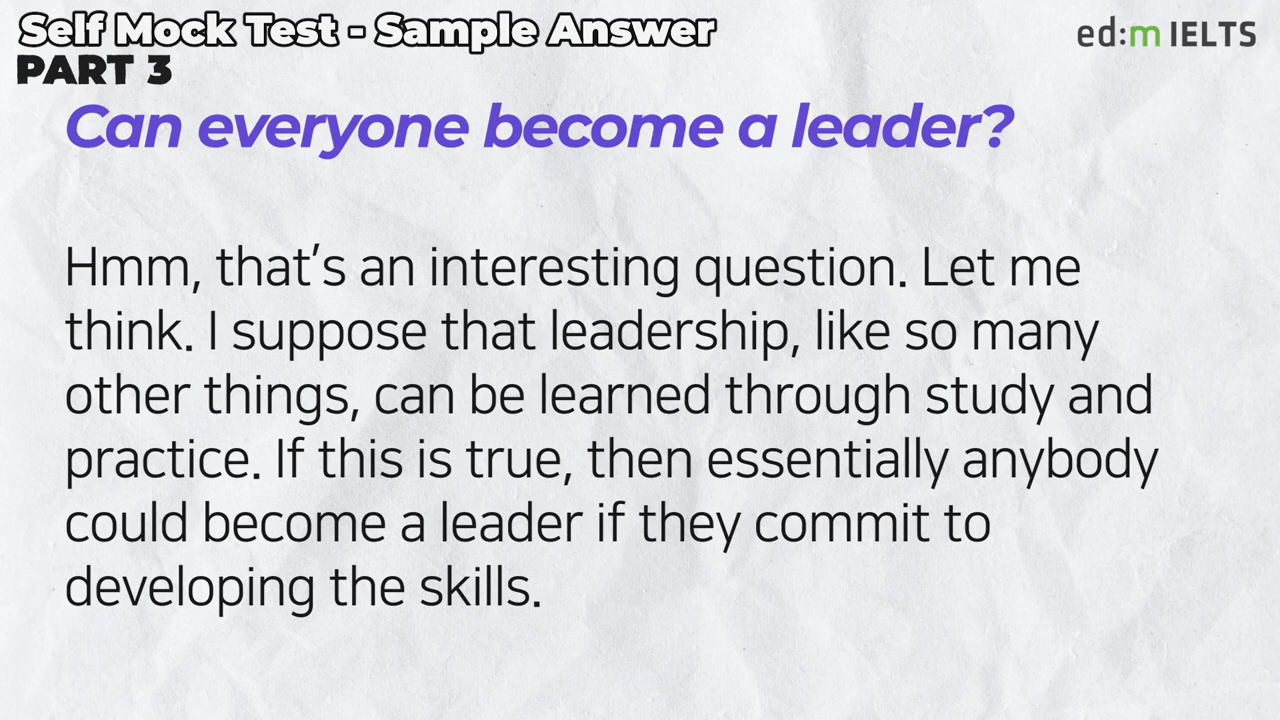 Self Mock Test - Sample Answer
ed:m IELTS
PART 3
Can everyone become a leader?
Hmm, that's an interesting question. Let me
think. I suppose that leadership, like so many
other things, can be learned through study and
practice. If this is true, then essentially anybody
could become a leader if they commit to
developing the skills.